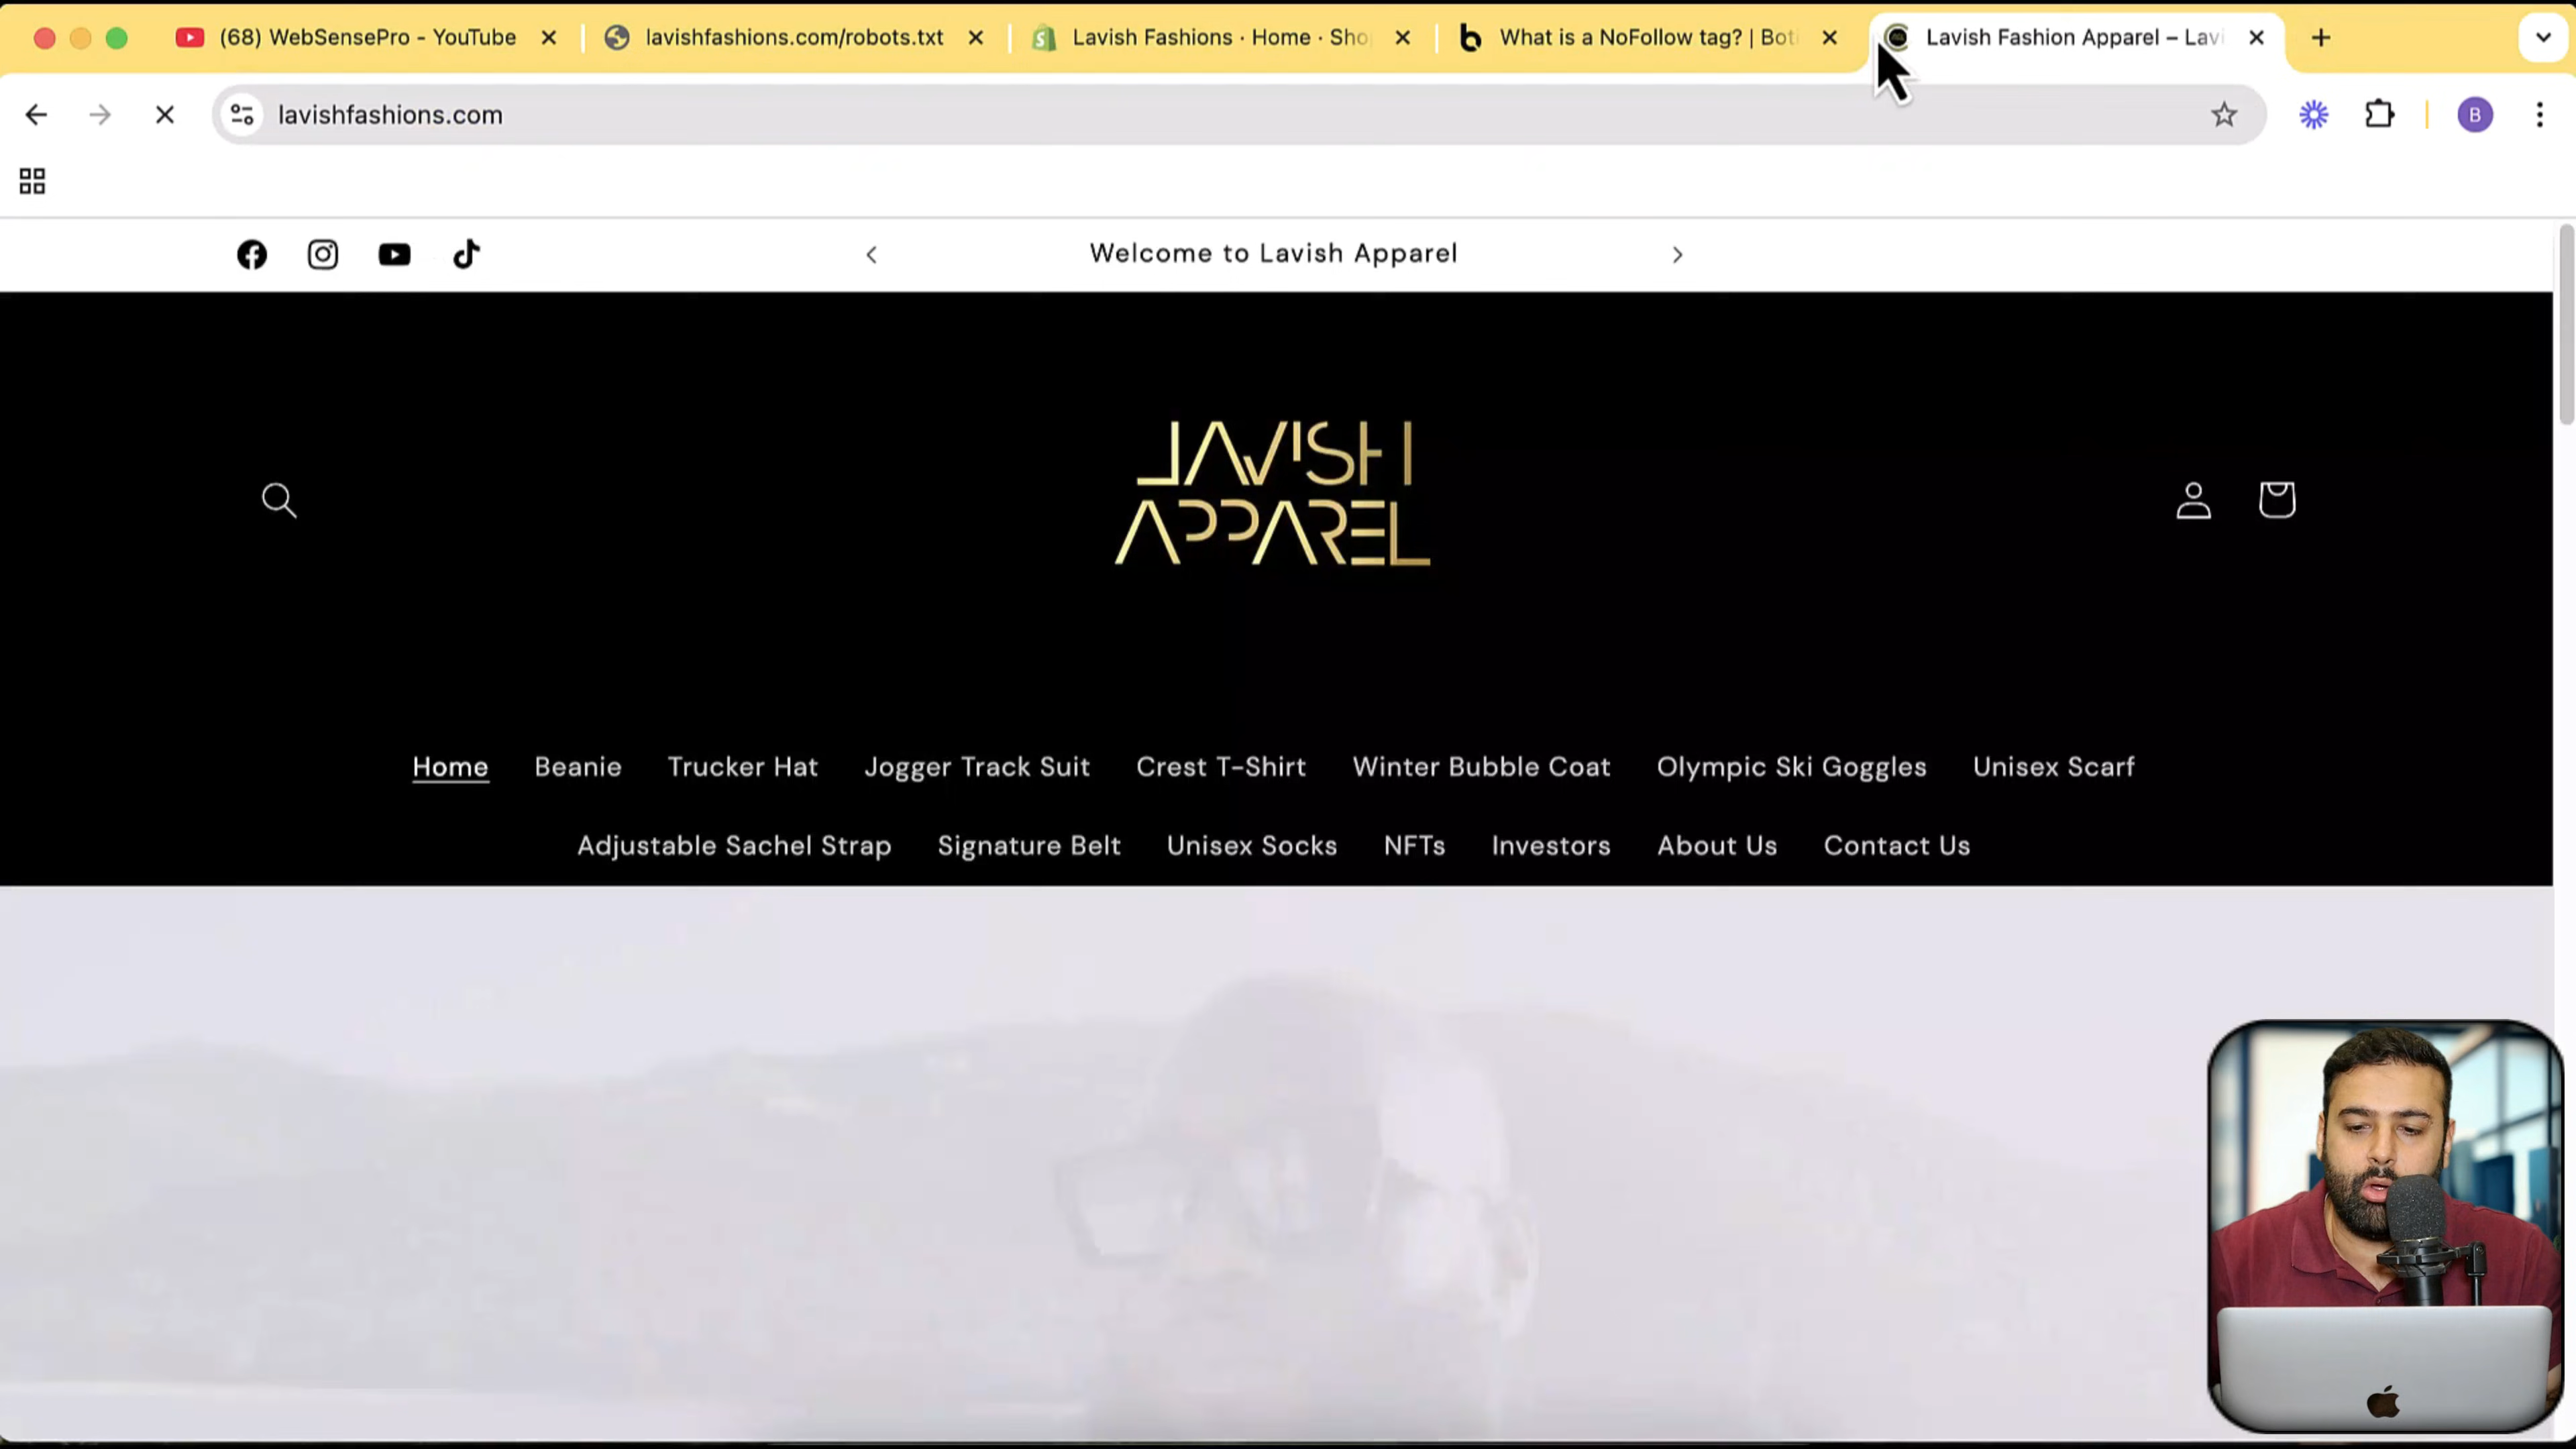 (68) WebSensePro - YouTube
lavishfashions.com/robots.txt
Lavish Fashions · Home · Sho
What is a NoFollow tag? | Boti
Lavish Fashion Apparel – Lavi
lavishfashions.com
B
Welcome to Lavish Apparel
LAVISH
APPAREL
Home Beanie Trucker Hat Jogger Track Suit Crest T-Shirt Winter Bubble Coat Olympic Ski Goggles Unisex Scarf
Adjustable Sachel Strap Signature Belt Unisex Socks NFTs Investors About Us Contact Us